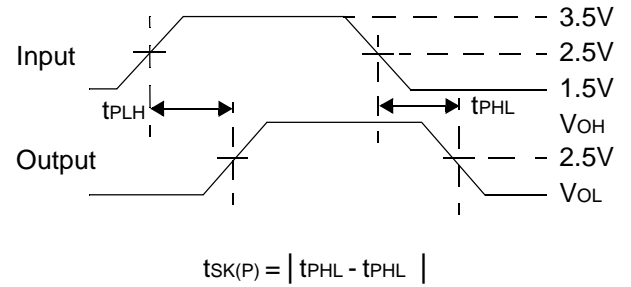 3.5V
Input
2.5V
1.5V
tPLH
tPHL
VOH
Output
2.5V
VOL
tSK(P) = | tPHL - tPHL |